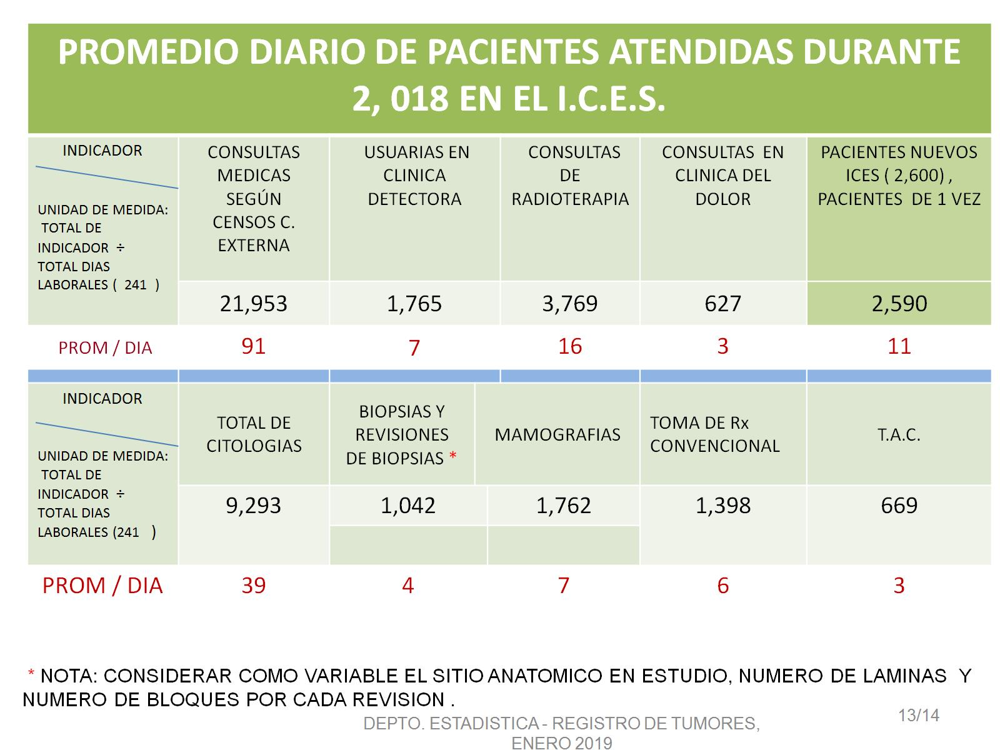 PROMEDIO DIARIO DE PACIENTES ATENDIDAS DURANTE
2, 018 EN EL I.C.E.S.
INDICADOR
UNIDAD DE MEDIDA:
TOTAL DE
INDICADOR ÷
TOTAL DIAS
LABORALES ( 241 )
CONSULTAS
MEDICAS
SEGÚN
CENSOS C.
EXTERNA
USUARIAS EN
CLINICA
DETECTORA
CONSULTAS
DE
RADIOTERAPIA
CONSULTAS EN
CLINICA DEL
DOLOR
PACIENTES NUEVOS
ICES ( 2,600) ,
PACIENTES DE 1 VEZ
21,953
1,765
3,769
627
2,590
PROM / DIA
91
7
16
3
11
INDICADOR
UNIDAD DE MEDIDA:
TOTAL DE
INDICADOR ÷
TOTAL DIAS
LABORALES (241 )
TOTAL DE
CITOLOGIAS
BIOPSIAS Y
REVISIONES
DE BIOPSIAS *
MAMOGRAFIAS
TOMA DE Rx
CONVENCIONAL
T.A.C.
9,293
1,042
1,762
1,398
669
PROM / DIA
39
4
7
6
3
* NOTA: CONSIDERAR COMO VARIABLE EL SITIO ANATOMICO EN ESTUDIO, NUMERO DE LAMINAS Y
NUMERO DE BLOQUES POR CADA REVISION .
DEPTO. ESTADISTICA - REGISTRO DE TUMORES,
ENERO 2019
13/14